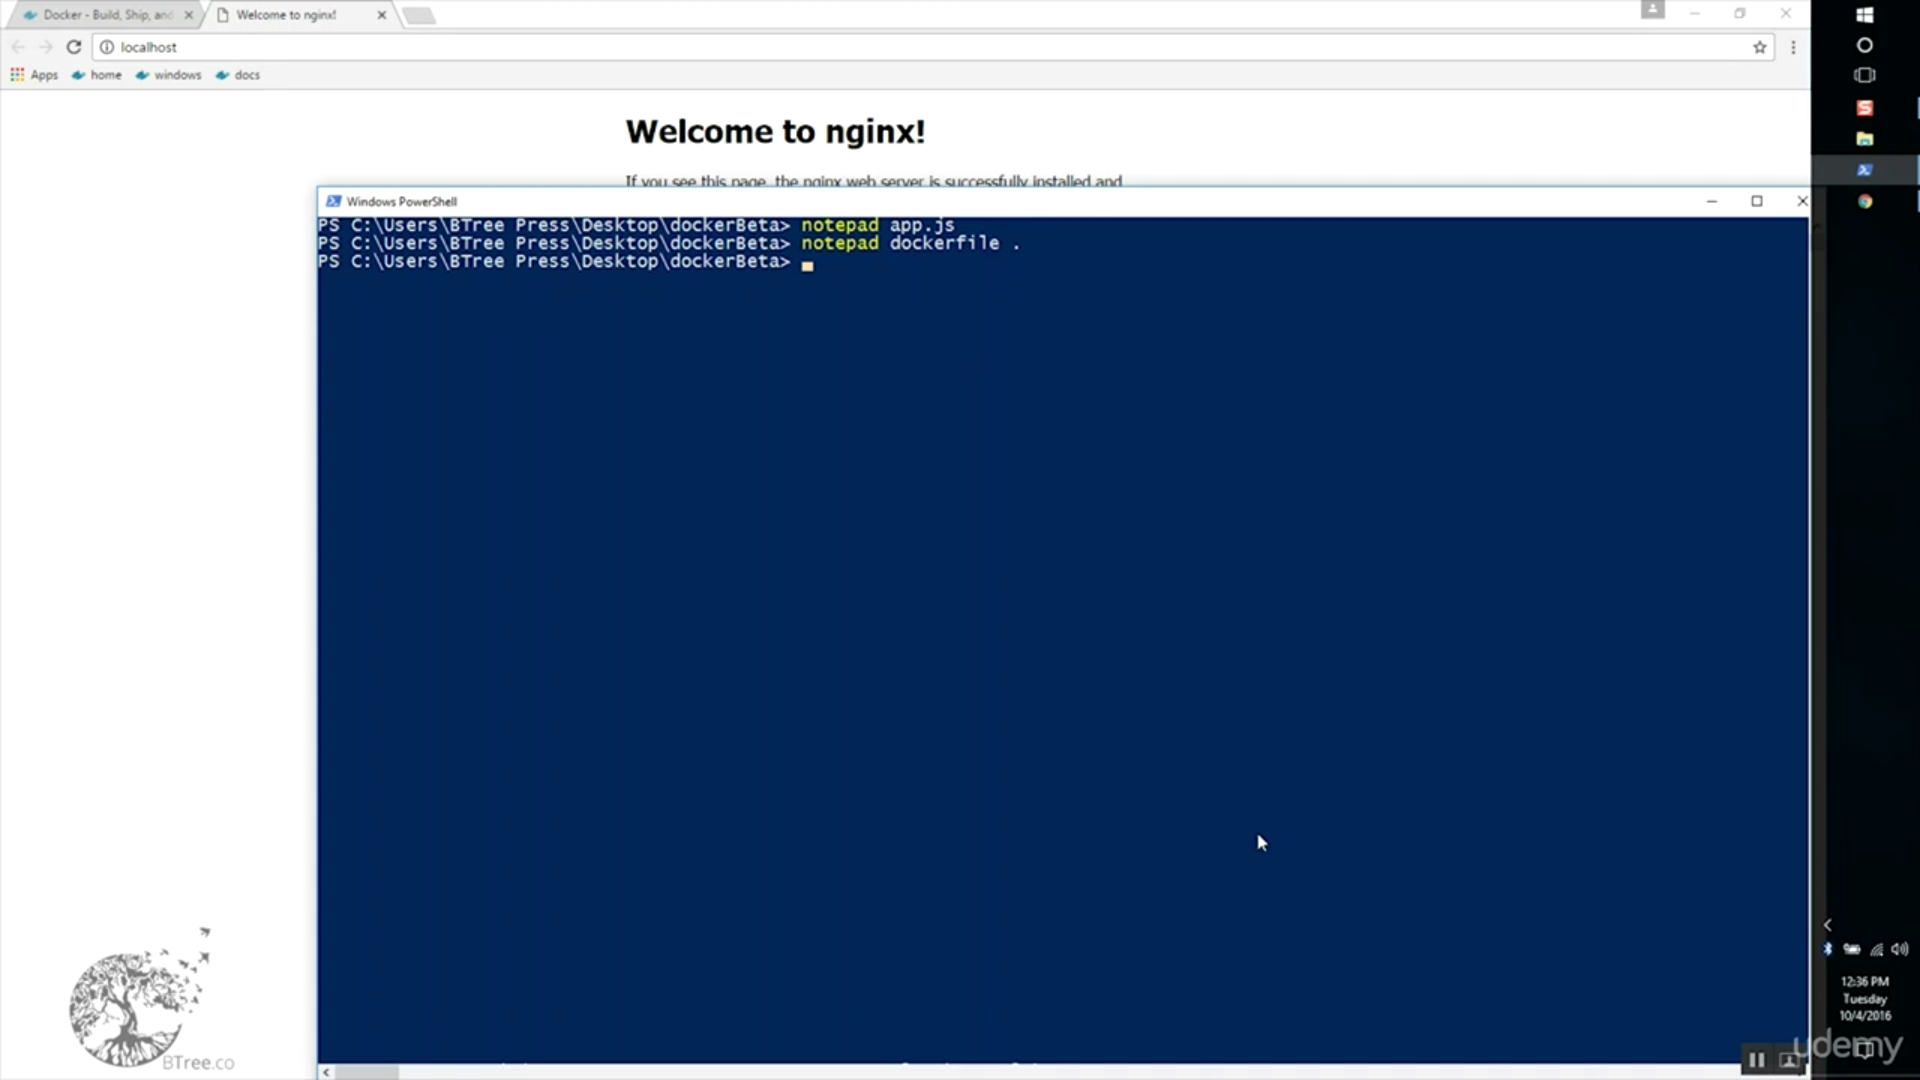 Docker - Build, Ship, and
Welcome to nginx!
localhost
Apps home windows docs
Welcome to nginx!
If you see this page, the nginx web server is successfully installed and
Windows PowerShell
PS C:\Users\BTree Press\Desktop\dockerBeta> notepad app.js
PS C:\Users\BTree Press\Desktop\dockerBeta> notepad dockerfile .
PS C:\Users\BTree Press\Desktop\dockerBeta>
12:36 PM
Tuesday
10/4/2016
BTree.co
udemy